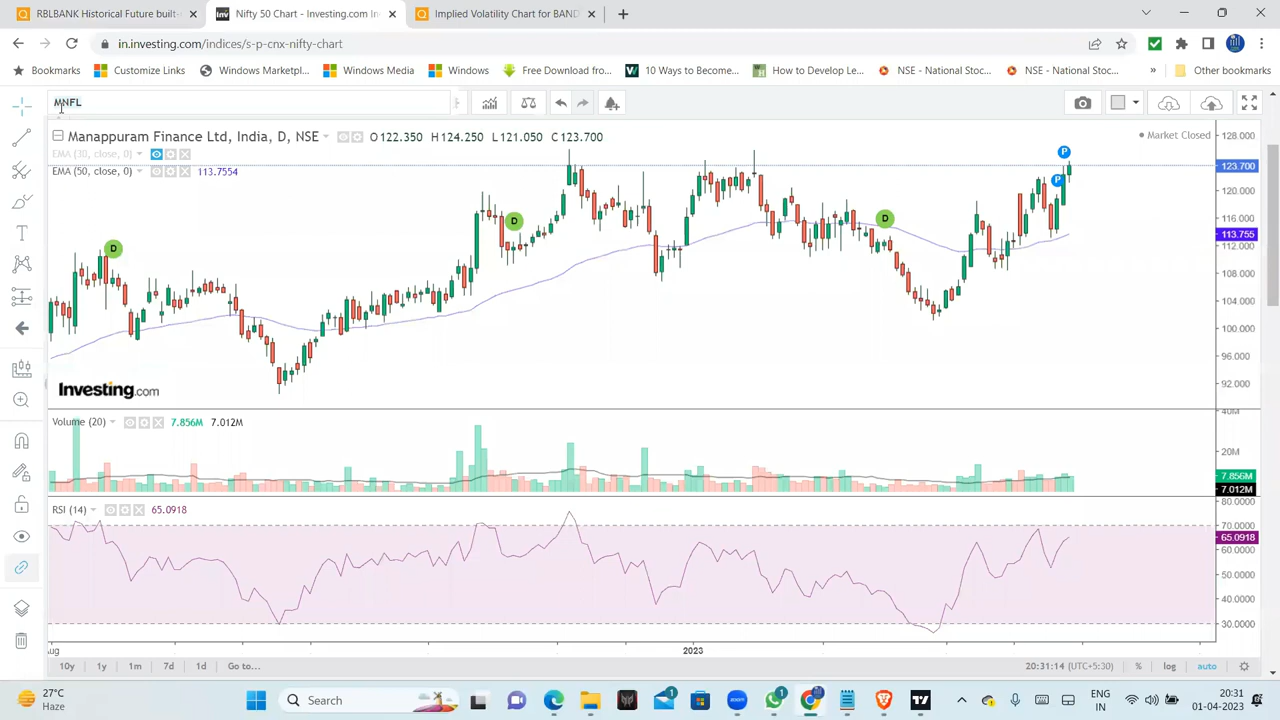 RBLBANK Historical Future built-
Nifty 50 Chart - Investing.com In
Implied Volatility Chart for BAND
in.investing.com/indices/s-p-cnx-nifty-chart
Bookmarks
Customize Links
Windows Marketpl...
Windows Media
Windows
Free Download fro...
10 Ways to Become...
How to Develop Le...
NSE - National Stoc...
NSE - National Stoc...
»
Other bookmarks
MNFL
Manappuram Finance Ltd, India, D, NSE
O122.350 H124.250 L121.050 C123.700
Market Closed
EMA (30, close, 0)
EMA (50, close, 0) 113.7554
128.000
123.700
120.000
116.000
113.755
112.000
108.000
104.000
100.000
96.000
92.000
P
P
D
D
D
Investing.com
Volume (20) 7.856M 7.012M
40M
20M
7.856M
7.012M
RSI (14) 65.0918
80.0000
70.0000
65.0918
60.0000
50.0000
40.0000
30.0000
2023
10y 1y 1m 7d 1d Go to...
20:31:14 (UTC+5:30) % log auto
27°C
Haze
Search
1
1
ENG
IN
20:31
01-04-2023